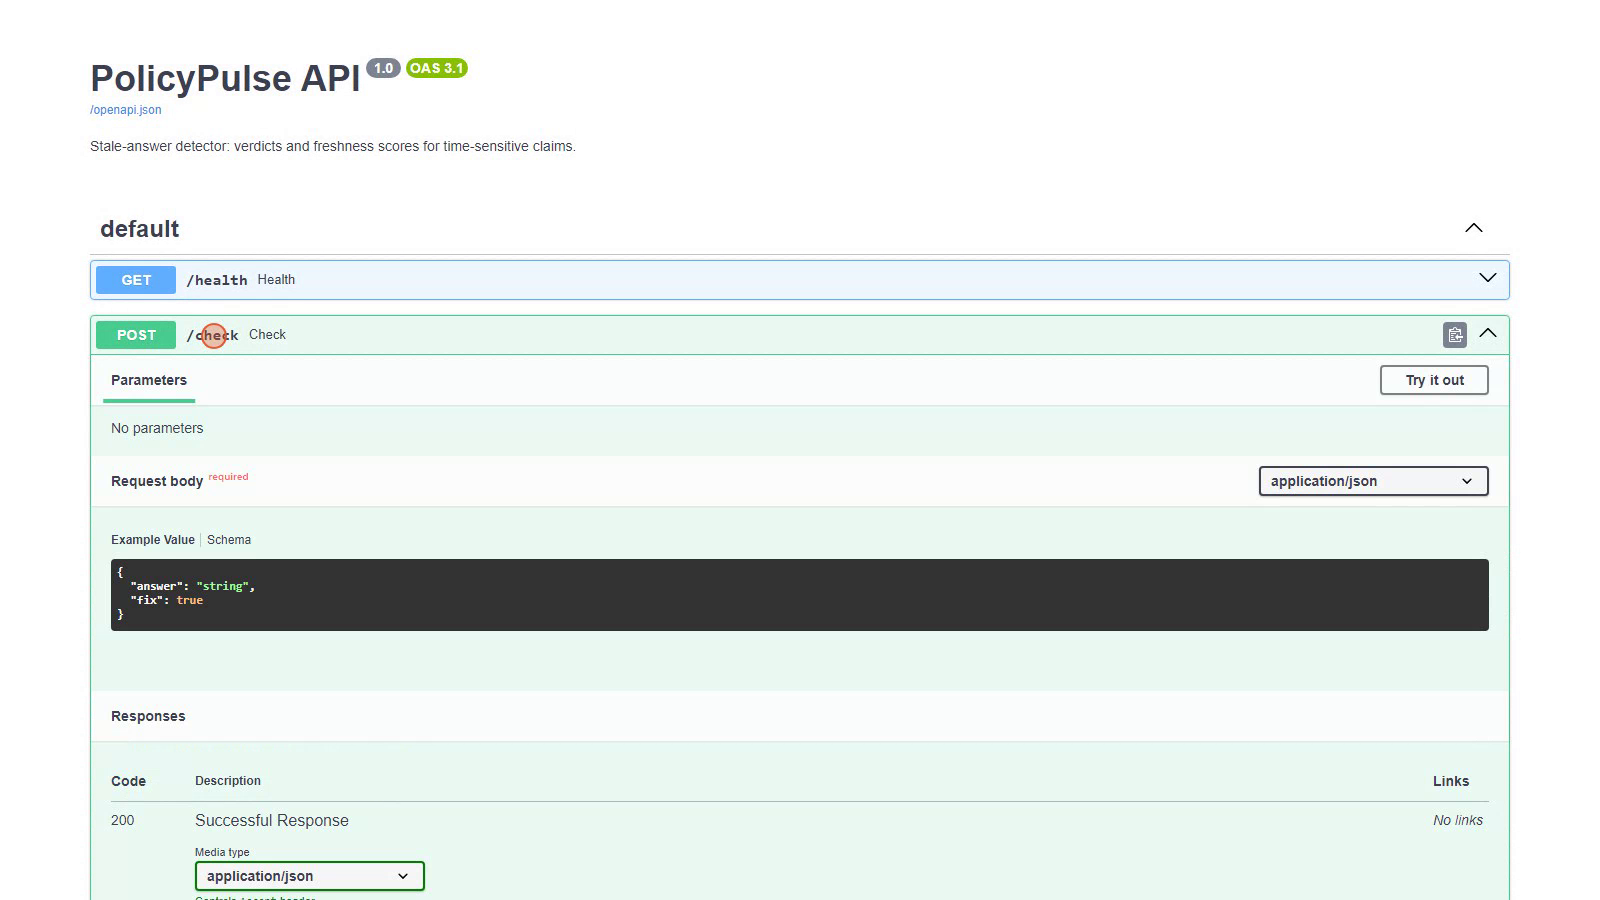 PolicyPulse API 1.0 OAS 3.1
/openapi.json
Stale-answer detector: verdicts and freshness scores for time-sensitive claims.
default
GET /health Health
POST /check Check
Parameters Try it out
No parameters
Request body required application/json
Example Value Schema
{
"answer": "string",
"fix": true
}
Responses
Code Description Links
200 Successful Response No links
Media type
application/json